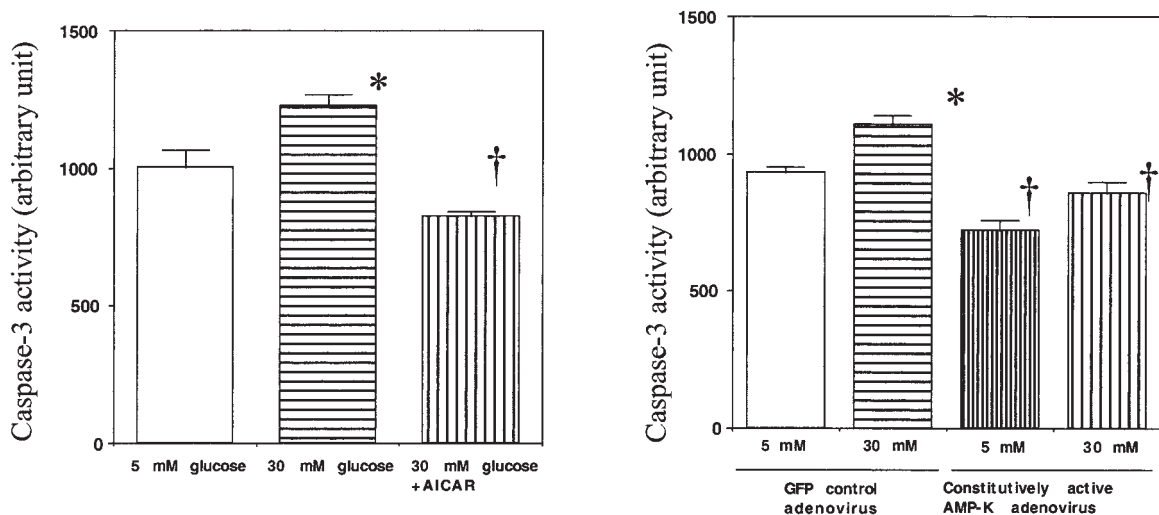 Caspase-3 activity (arbitrary unit)
1500
1000
500
0
*
†
5 mM glucose
30 mM glucose
30 mM glucose
+AICAR
Caspase-3 activity (arbitrary unit)
1500
1000
500
0
*
†
†
5 mM
30 mM
5 mM
30 mM
GFP control
adenovirus
Constitutively active
AMP-K adenovirus